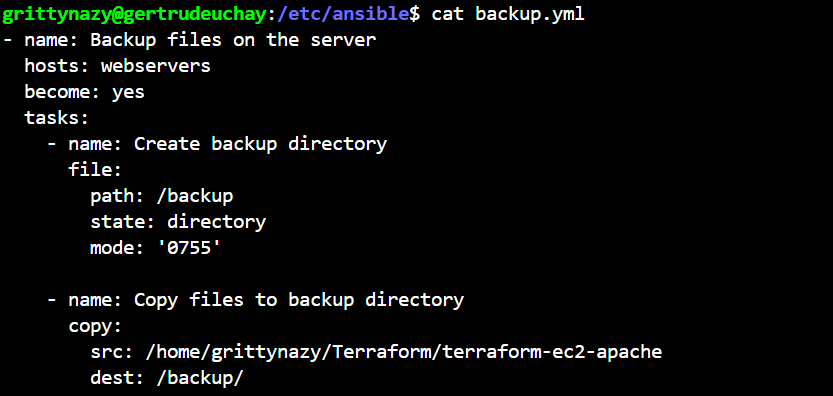 grittynazy@gertrudeuchay:/etc/ansible$ cat backup.yml
- name: Backup files on the server
  hosts: webservers
  become: yes
  tasks:
    - name: Create backup directory
      file:
        path: /backup
        state: directory
        mode: '0755'

    - name: Copy files to backup directory
      copy:
        src: /home/grittynazy/Terraform/terraform-ec2-apache
        dest: /backup/